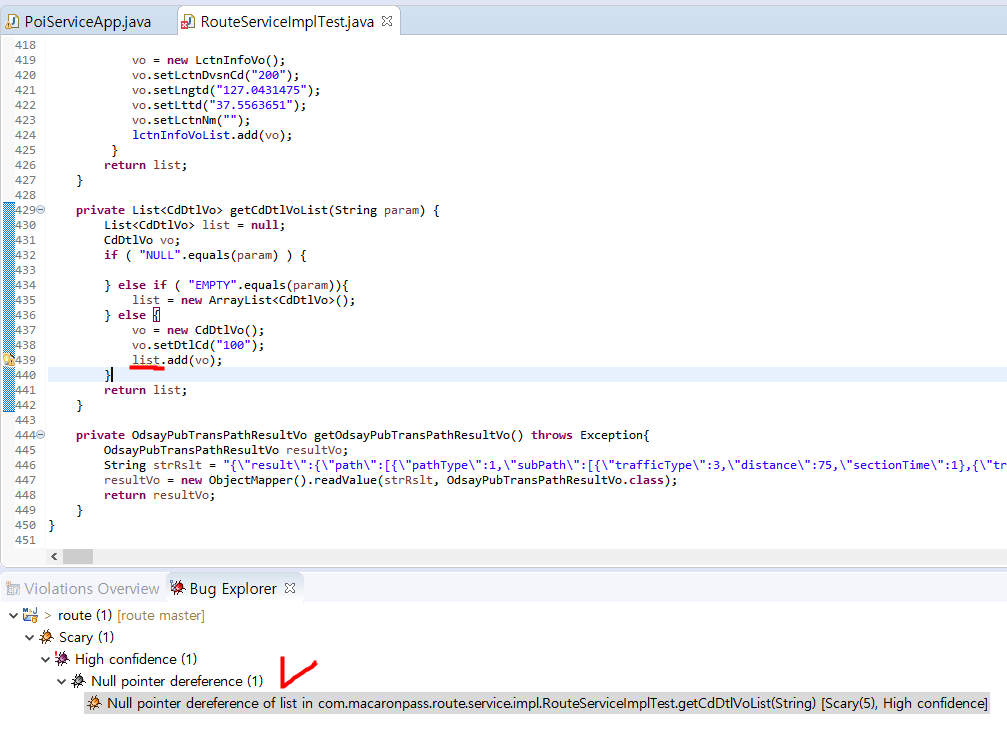 PoiServiceApp.java
RouteServiceImplTest.java
418
419 vo = new LctnInfoVo();
420 vo.setLctnDvsnCd("200");
421 vo.setLngtd("127.0431475");
422 vo.setLttd("37.5563651");
423 vo.setLctnNm("");
424 lctnInfoVoList.add(vo);
425 }
426 return list;
427 }
428
429 private List<CdDtlVo> getCdDtlVoList(String param) {
430 List<CdDtlVo> list = null;
431 CdDtlVo vo;
432 if ( "NULL".equals(param) ) {
433
434 } else if ( "EMPTY".equals(param)){
435 list = new ArrayList<CdDtlVo>();
436 } else {
437 vo = new CdDtlVo();
438 vo.setDtlCd("100");
439 list.add(vo);
440 }
441 return list;
442 }
443
444 private OdsayPubTransPathResultVo getOdsayPubTransPathResultVo() throws Exception{
445 OdsayPubTransPathResultVo resultVo;
446 String strRslt = "{\"result\":{\"path\":[{\"pathType\":1,\"subPath\":[{\"trafficType\":3,\"distance\":75,\"sectionTime\":1},{\"tr
447 resultVo = new ObjectMapper().readValue(strRslt, OdsayPubTransPathResultVo.class);
448 return resultVo;
449 }
450 }
451
Violations Overview
Bug Explorer
> route (1) [route master]
Scary (1)
High confidence (1)
Null pointer dereference (1)
Null pointer dereference of list in com.macaronpass.route.service.impl.RouteServiceImplTest.getCdDtlVoList(String) [Scary(5), High confidence]